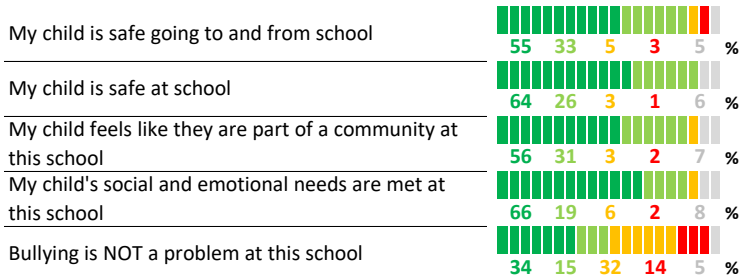 My child is safe going to and from school
55 33 5 3 5 %
My child is safe at school
64 26 3 1 6 %
My child feels like they are part of a community at
this school
56 31 3 2 7 %
My child's social and emotional needs are met at
this school
66 19 6 2 8 %
Bullying is NOT a problem at this school
34 15 32 14 5 %